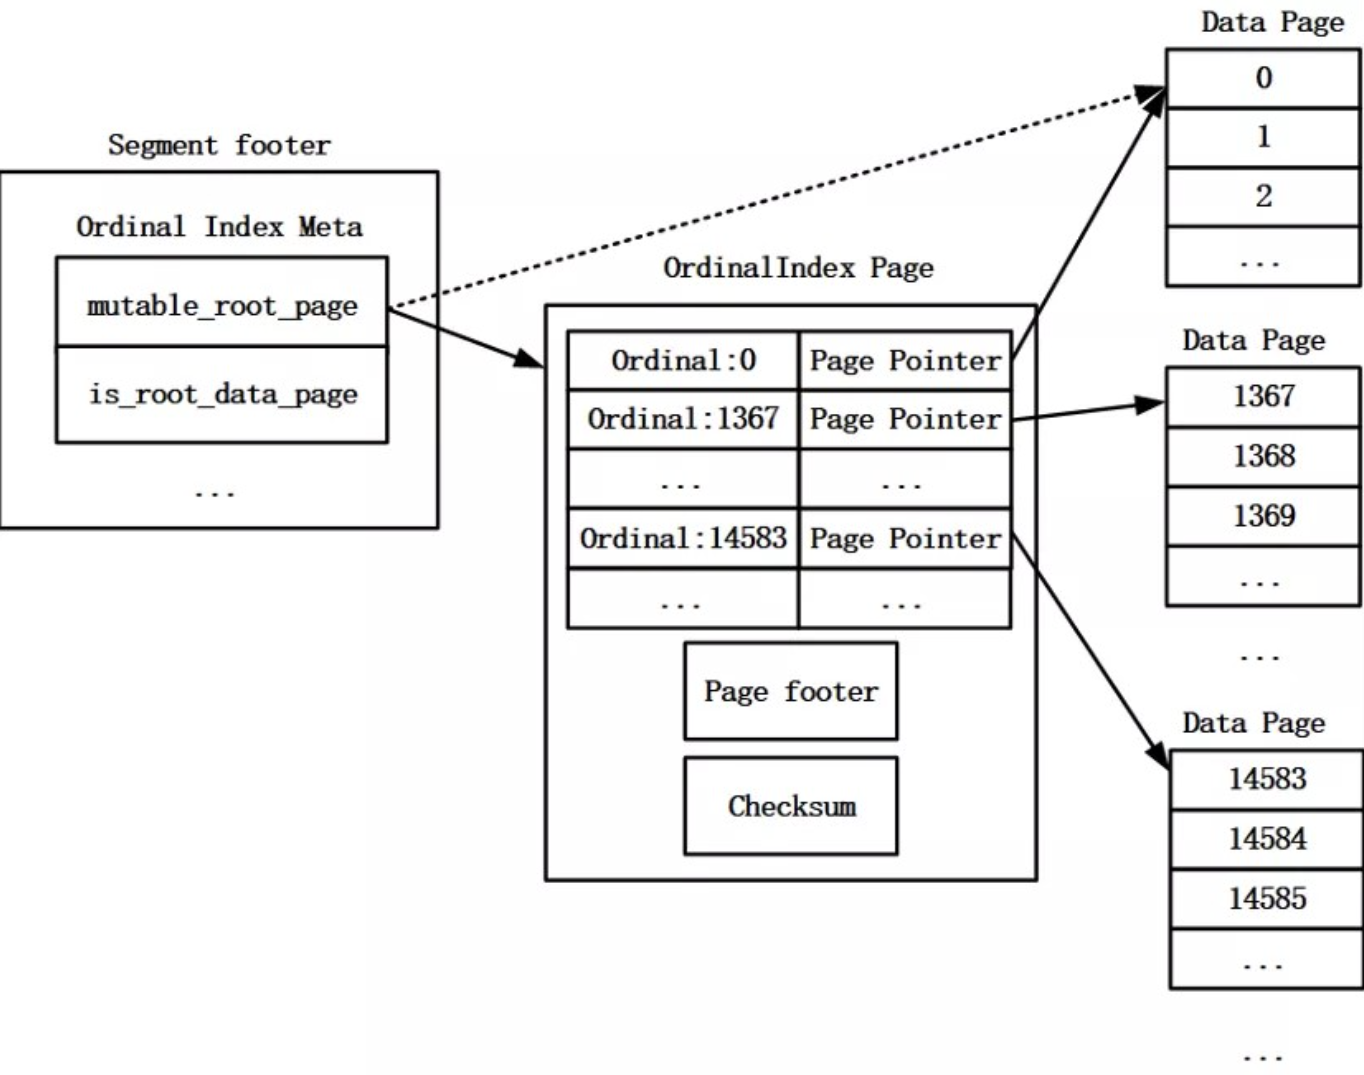 Segment footer
Ordinal Index Meta
mutable_root_page
is_root_data_page
...
OrdinalIndex Page
Ordinal:0 Page Pointer
Ordinal:1367 Page Pointer
... ...
Ordinal:14583 Page Pointer
... ...
Page footer
Checksum
Data Page
0
1
2
...
Data Page
1367
1368
1369
...
...
Data Page
14583
14584
14585
...
...